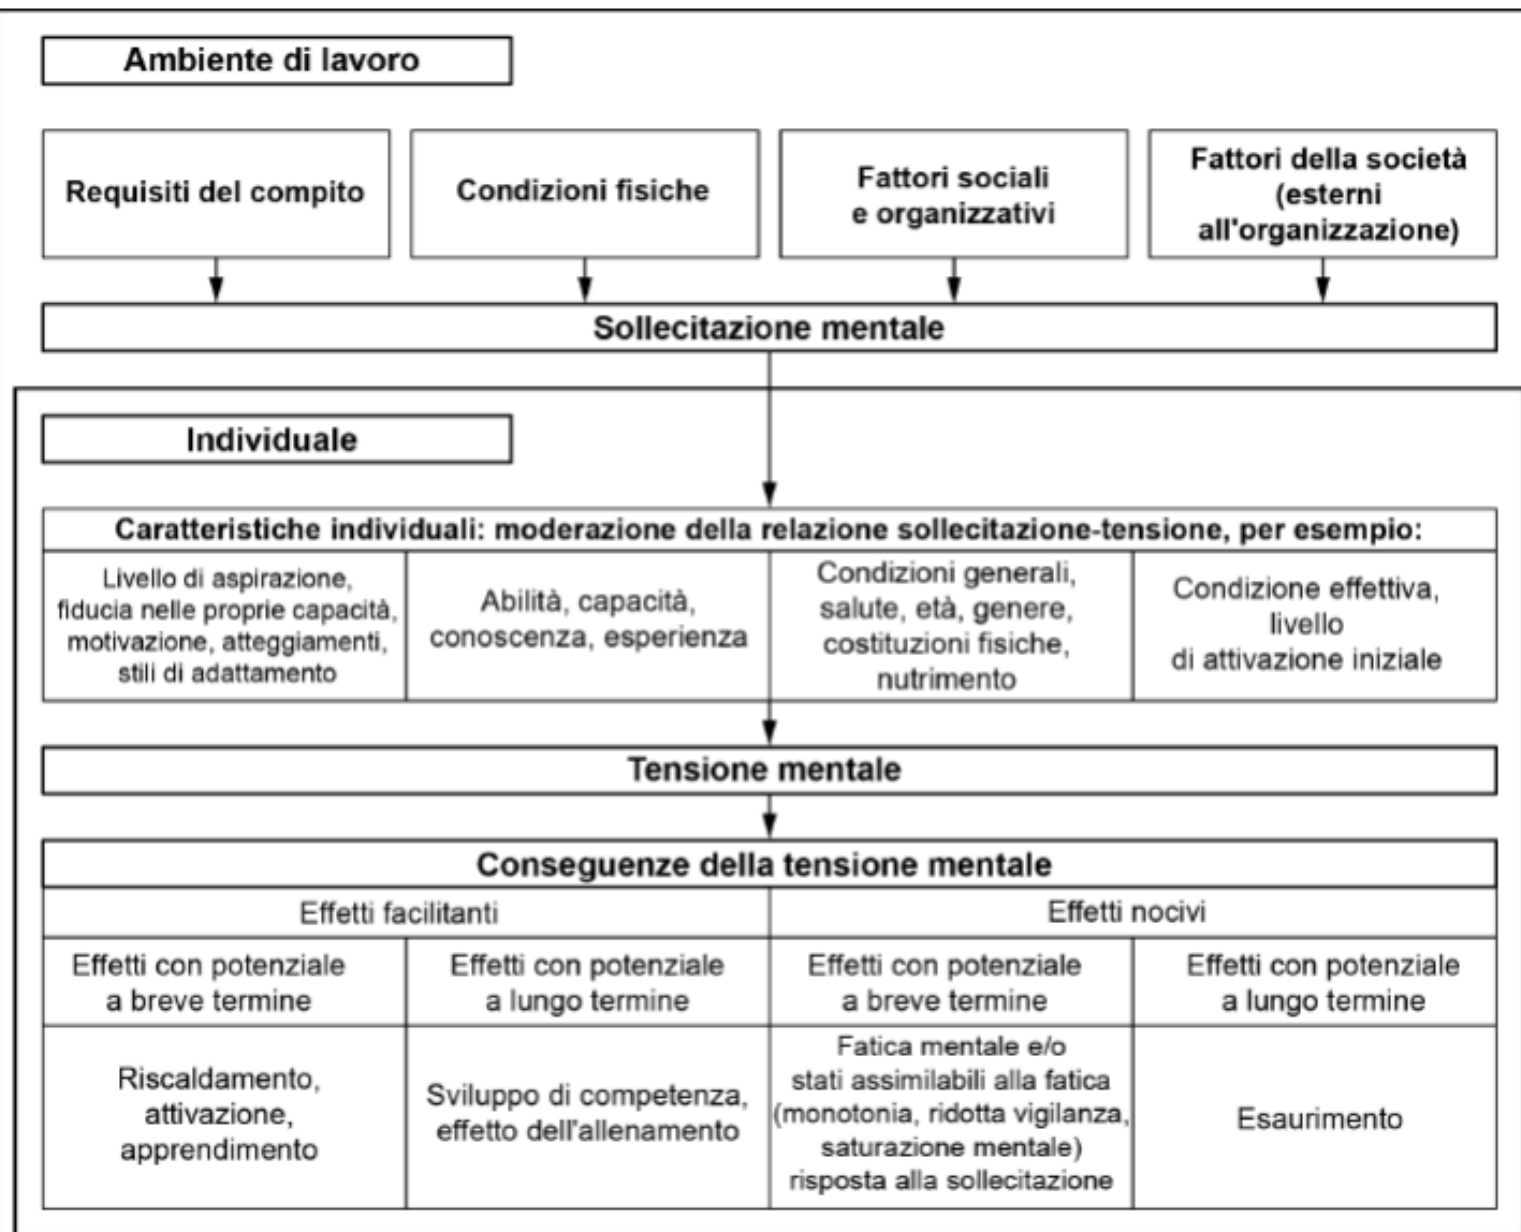 Ambiente di lavoro
Requisiti del compito
Condizioni fisiche
Fattori sociali
e organizzativi
Fattori della società
(esterni
all'organizzazione)
Sollecitazione mentale
Individuale
Caratteristiche individuali: moderazione della relazione sollecitazione-tensione, per esempio:
Livello di aspirazione,
fiducia nelle proprie capacità,
motivazione, atteggiamenti,
stili di adattamento
Abilità, capacità,
conoscenza, esperienza
Condizioni generali,
salute, età, genere,
costituzioni fisiche,
nutrimento
Condizione effettiva,
livello
di attivazione iniziale
Tensione mentale
Conseguenze della tensione mentale
Effetti facilitanti
Effetti nocivi
Effetti con potenziale
a breve termine
Effetti con potenziale
a lungo termine
Effetti con potenziale
a breve termine
Effetti con potenziale
a lungo termine
Riscaldamento,
attivazione,
apprendimento
Sviluppo di competenza,
effetto dell'allenamento
Fatica mentale e/o
stati assimilabili alla fatica
(monotonia, ridotta vigilanza,
saturazione mentale)
risposta alla sollecitazione
Esaurimento